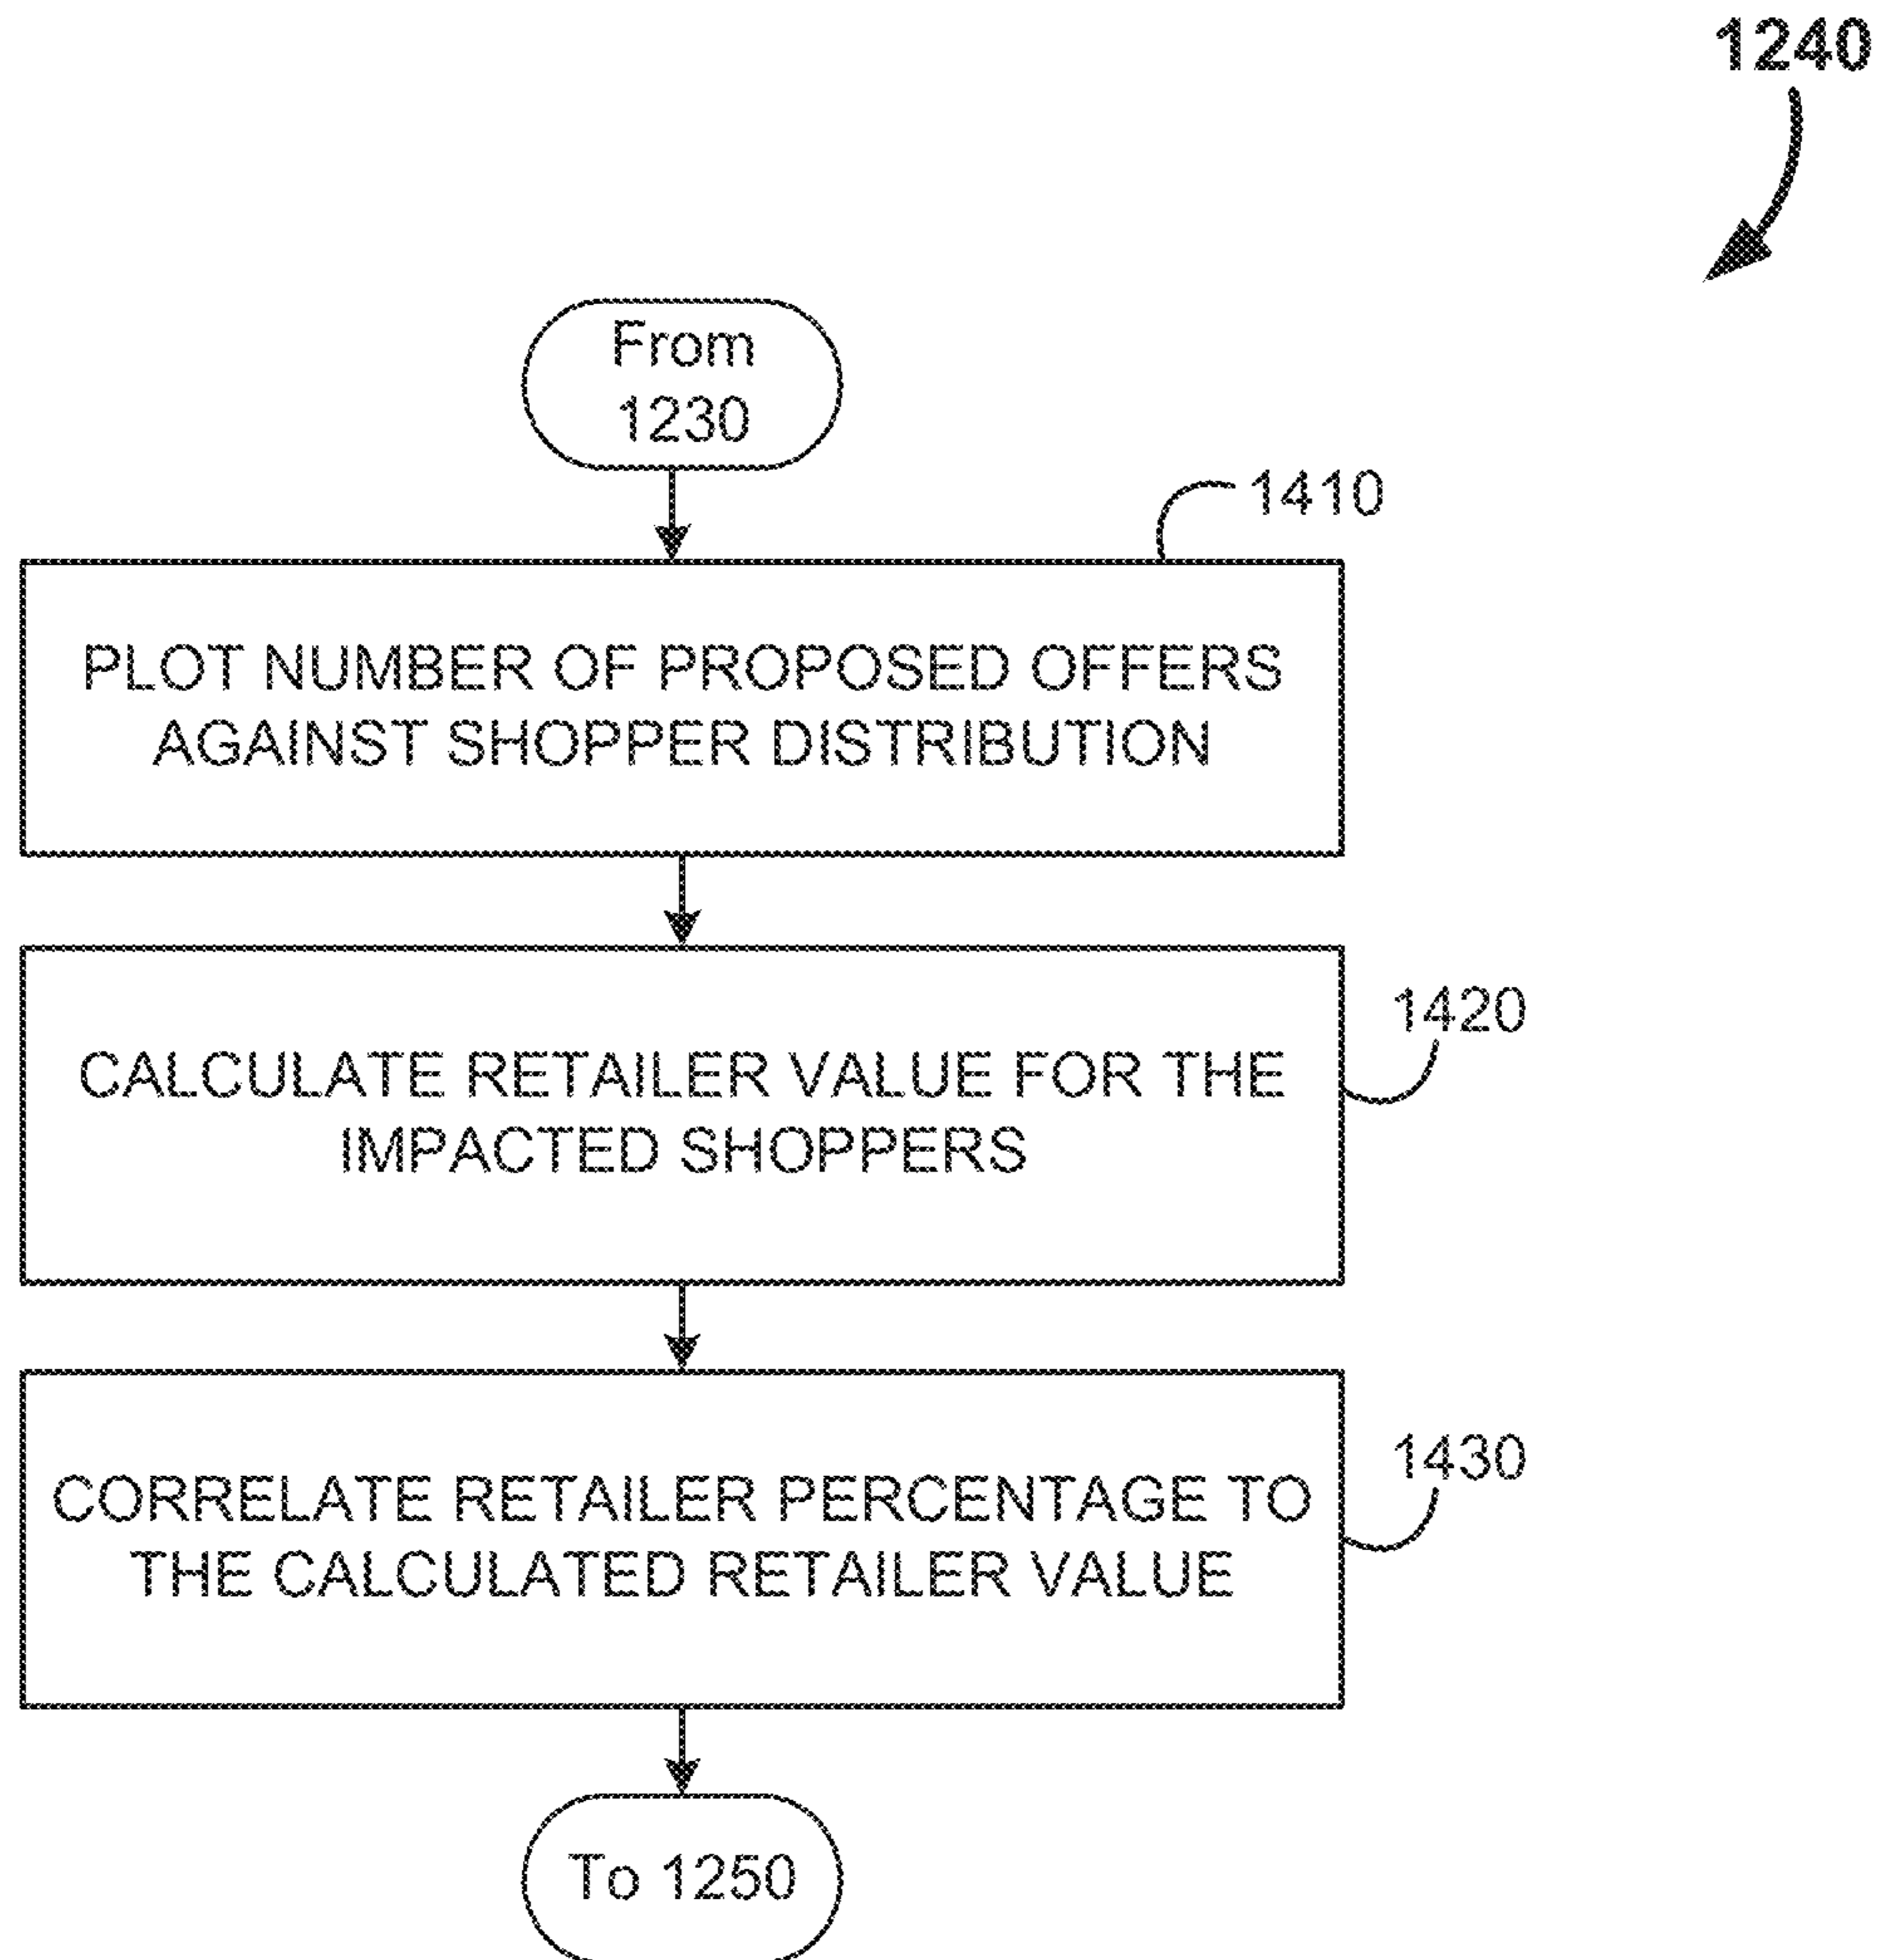 1240
From
1230
1410
PLOT NUMBER OF PROPOSED OFFERS
AGAINST SHOPPER DISTRIBUTION
1420
CALCULATE RETAILER VALUE FOR THE
IMPACTED SHOPPERS
1430
CORRELATE RETAILER PERCENTAGE TO
THE CALCULATED RETAILER VALUE
To 1250